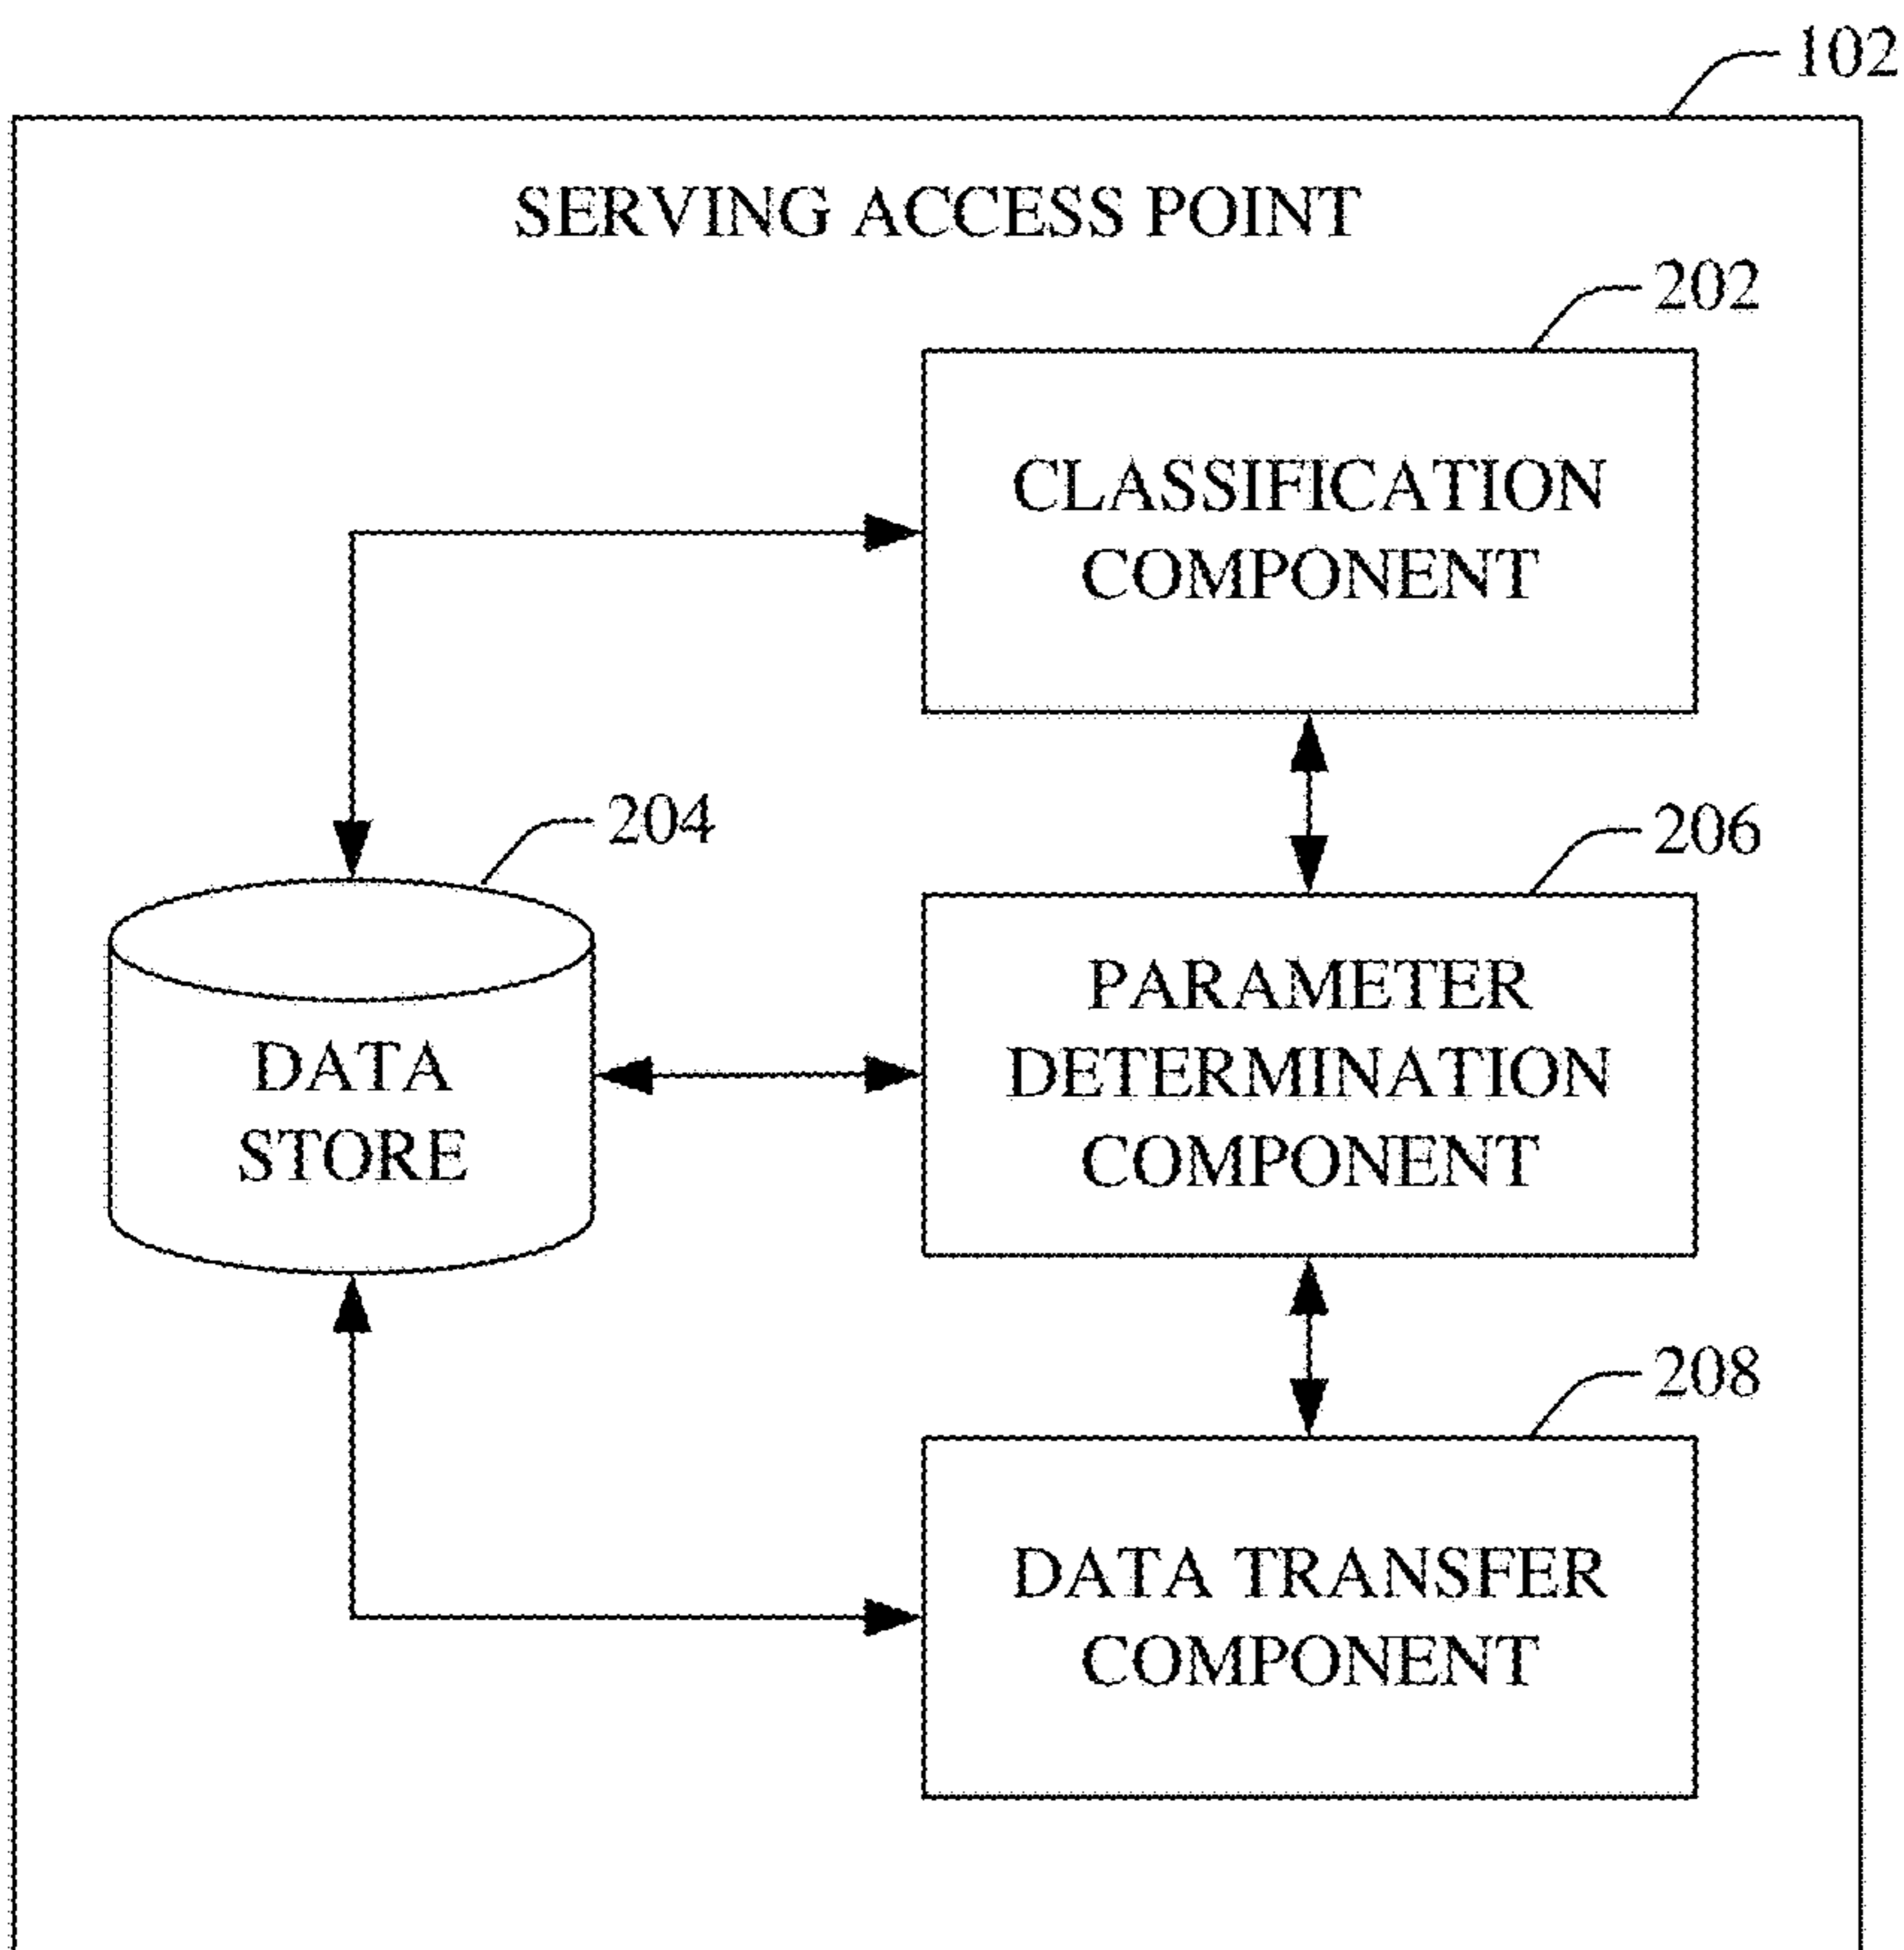 102
SERVING ACCESS POINT
202
CLASSIFICATION
COMPONENT
204
DATA
STORE
206
PARAMETER
DETERMINATION
COMPONENT
208
DATA TRANSFER
COMPONENT